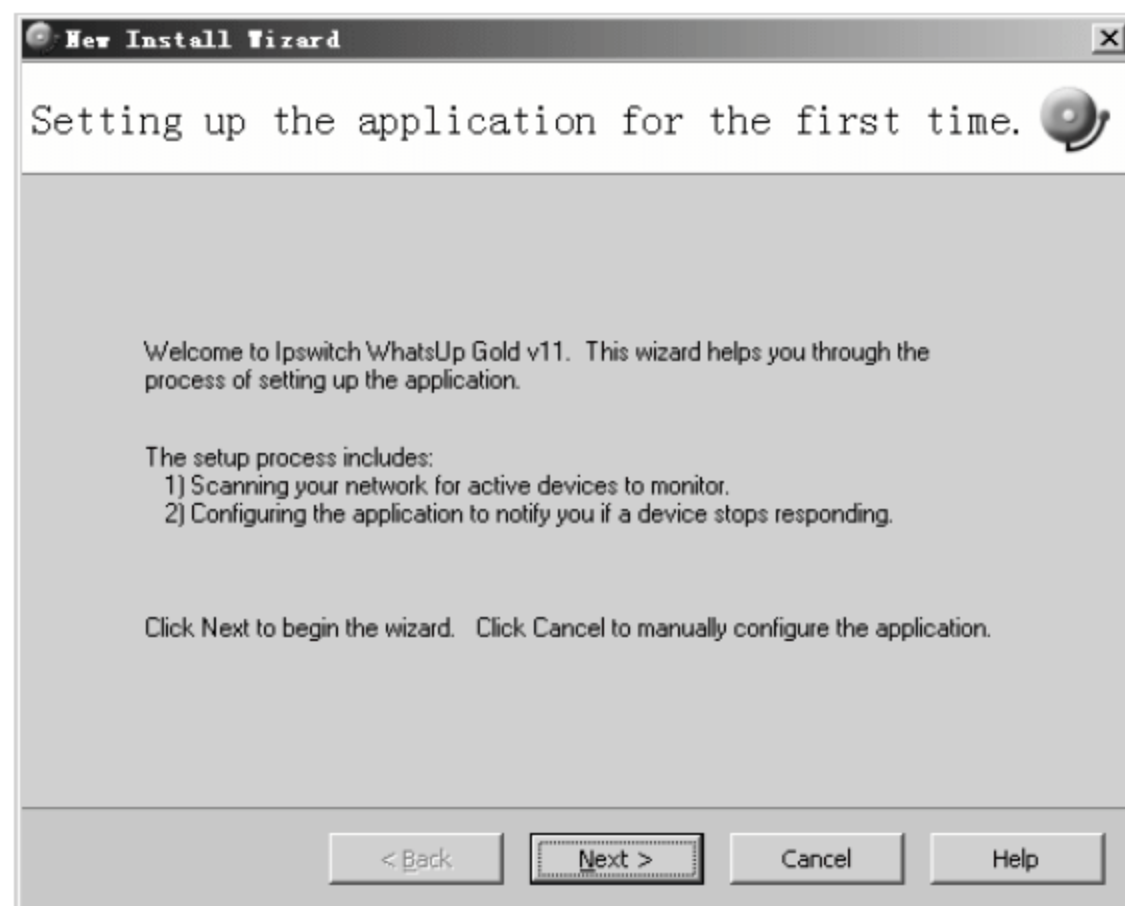 New Install Wizard
Setting up the application for the first time.
Welcome to Ipswitch WhatsUp Gold v11. This wizard helps you through the
process of setting up the application.
The setup process includes:
1) Scanning your network for active devices to monitor.
2) Configuring the application to notify you if a device stops responding.
Click Next to begin the wizard. Click Cancel to manually configure the application.
< Back Next > Cancel Help